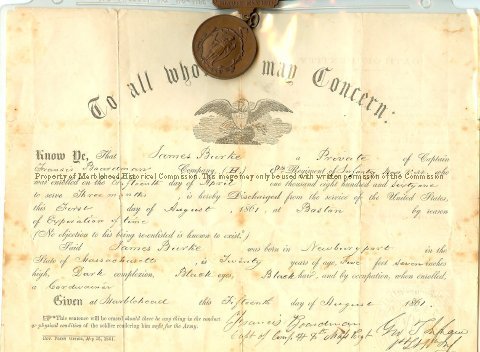 To all whom may Concern:
Know Ye, That James Burke a Private of Captain
Francis Boardman's Company, (H) 8th Regiment of Infantry Mass M who
Property of Marblehead Historical Commission. This image may only be used with written permission of MHC.
was enlisted on the fifteenth day of April one thousand eight hundred and sixty one
to serve Three months, is hereby Discharged from the service of the United States,
this First day of August, 1861, at Boston by reason
of Expiration of time
(No objection to his being re-enlisted is known to exist.)
Said James Burke was born in Newburyport in the
State of Massachusetts is Twenty years of age, Five feet seven inches
high, Dark complexion, Black eyes, Black hair, and by occupation, when enrolled,
a Cordwainer
Given at Marblehead this Fifteenth day of August 1861.
This sentence will be erased should there be any thing in the conduct
or physical condition of the soldier rendering him unfit for the Army.
Francis Boardman
Capt of Comp H 8th Mass Regt